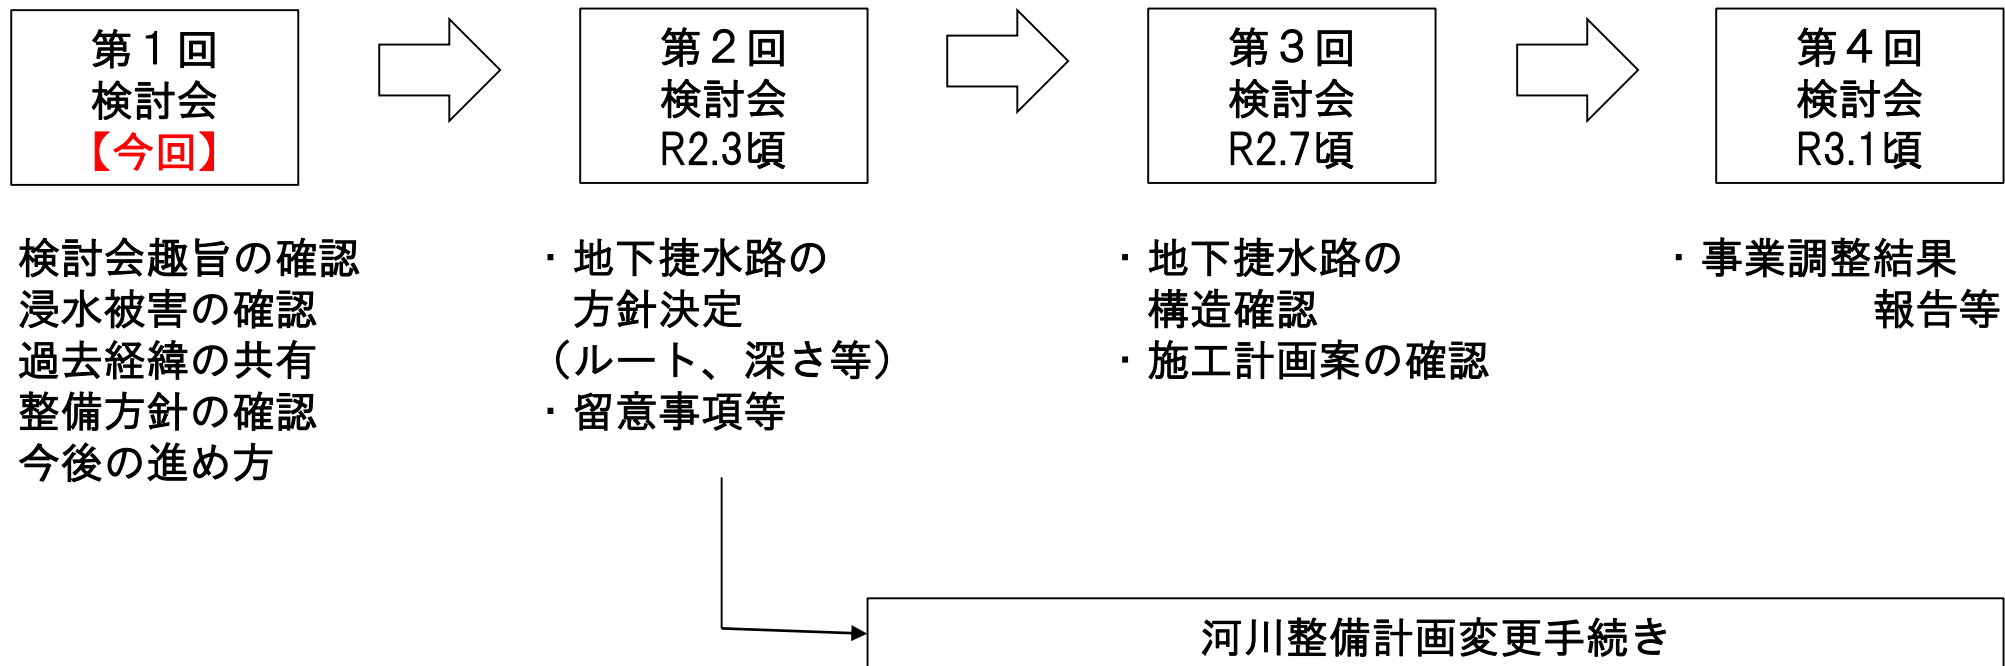 第１回
検討会
【今回】
検討会趣旨の確認
浸水被害の確認
過去経緯の共有
整備方針の確認
今後の進め方
第２回
検討会
R2.3頃
・地下捷水路の
方針決定
（ルート、深さ等）
・留意事項等
第３回
検討会
R2.7頃
・地下捷水路の
構造確認
・施工計画案の確認
第４回
検討会
R3.1頃
・事業調整結果
報告等
河川整備計画変更手続き